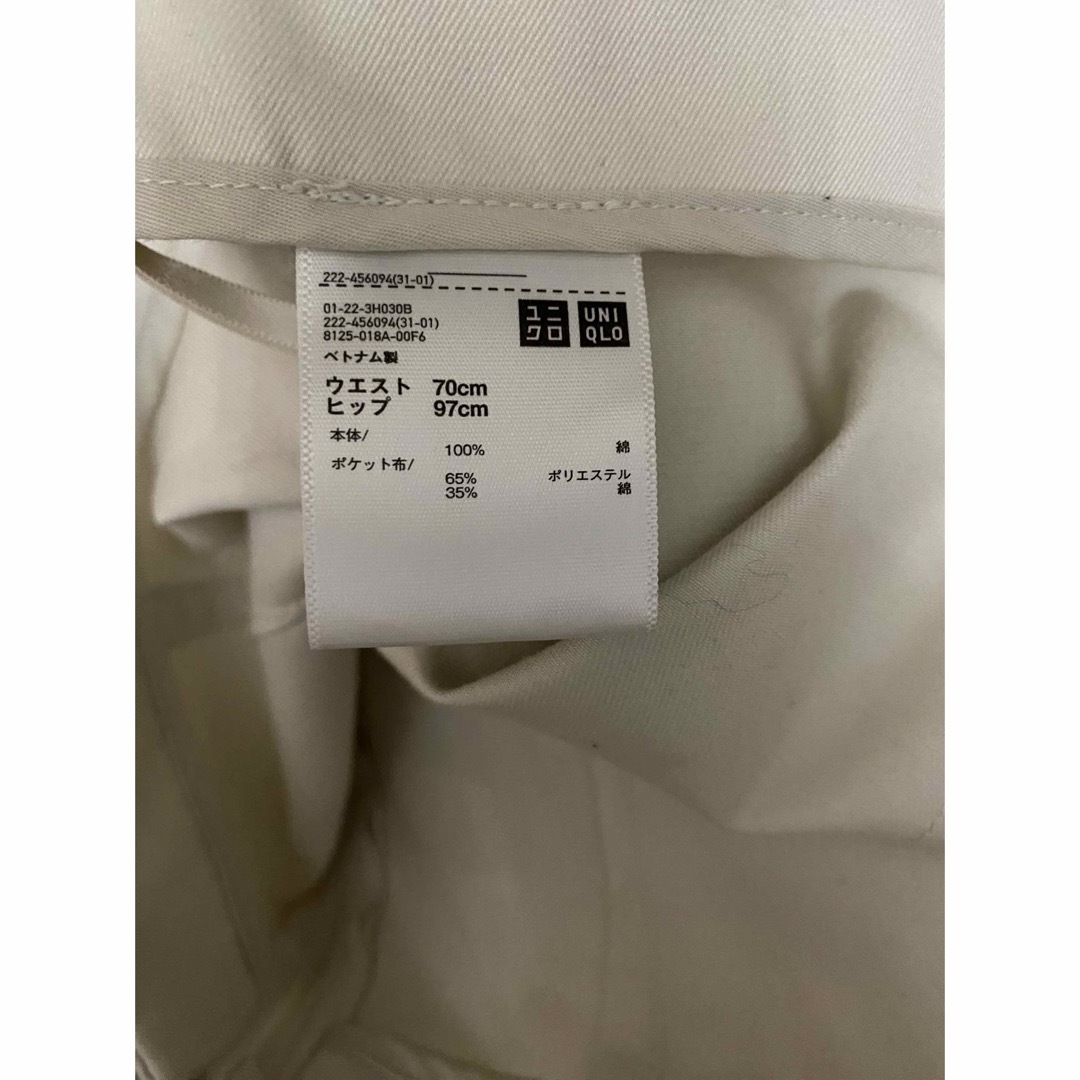 222-456094(31-01)
01-22-3H030B
222-456094(31-01)
8125-018A-00F6
ユニ
クロ
UNI
QLO
ベトナム製
ウエスト 70cm
ヒップ 97cm
本体/
100% 綿
ポケット布/
65% ポリエステル
35% 綿